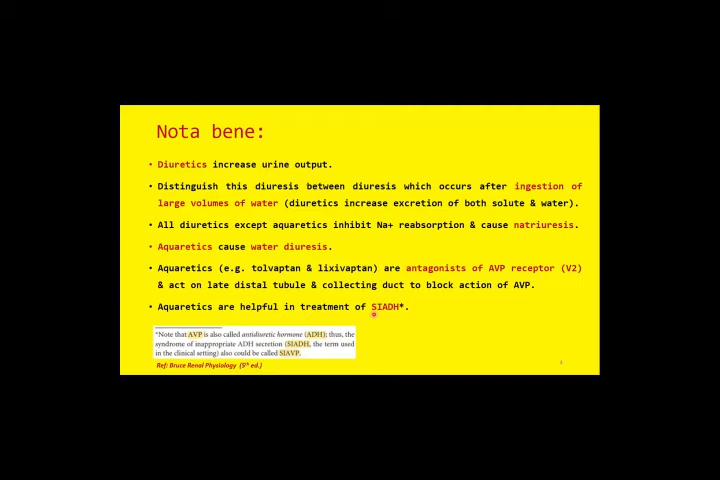 Nota bene:
• Diuretics increase urine output.
• Distinguish this diuresis between diuresis which occurs after ingestion of
large volumes of water (diuretics increase excretion of both solute & water).
• All diuretics except aquaretics inhibit Na+ reabsorption & cause natriuresis.
• Aquaretics cause water diuresis.
• Aquaretics (e.g. tolvaptan & lixivaptan) are antagonists of AVP receptor (V2)
& act on late distal tubule & collecting duct to block action of AVP.
• Aquaretics are helpful in treatment of SIADH*.
*Note that AVP is also called antidiuretic hormone (ADH); thus, the
syndrome of inappropriate ADH secretion (SIADH, the term used
in the clinical setting) also could be called SIAVP.
Ref: Bruce Renal Physiology (5th ed.)